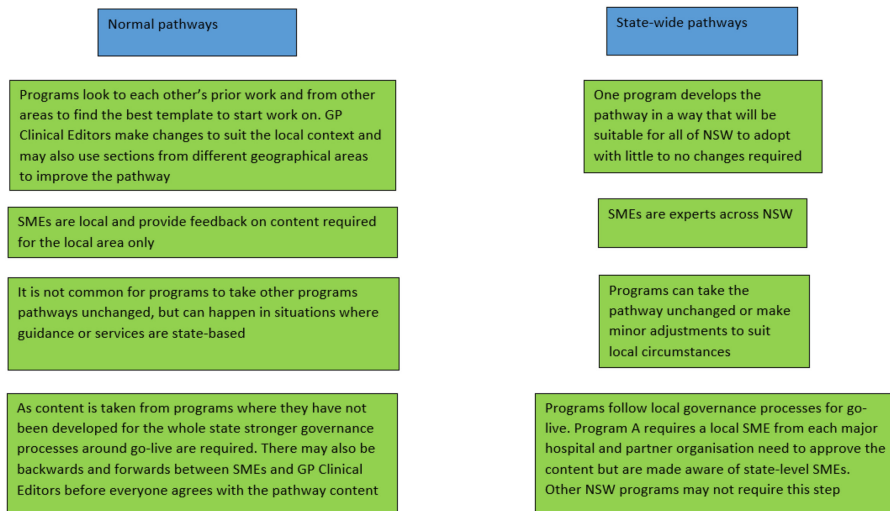 Normal pathways
State-wide pathways
Programs look to each other's prior work and from other
areas to find the best template to start work on. GP
Clinical Editors make changes to suit the local context and
may also use sections from different geographical areas
to improve the pathway
One program develops the
pathway in a way that will be
suitable for all of NSW to adopt
with little to no changes required
SMEs are local and provide feedback on content required
for the local area only
SMEs are experts across NSW
It is not common for programs to take other programs
pathways unchanged, but can happen in situations where
guidance or services are state-based
Programs can take the
pathway unchanged or make
minor adjustments to suit
local circumstances
As content is taken from programs where they have not
been developed for the whole state stronger governance
processes around go-live are required. There may also be
backwards and forwards between SMEs and GP Clinical
Editors before everyone agrees with the pathway content
Programs follow local governance processes for go-
live. Program A requires a local SME from each major
hospital and partner organisation need to approve the
content but are made aware of state-level SMEs.
Other NSW programs may not require this step